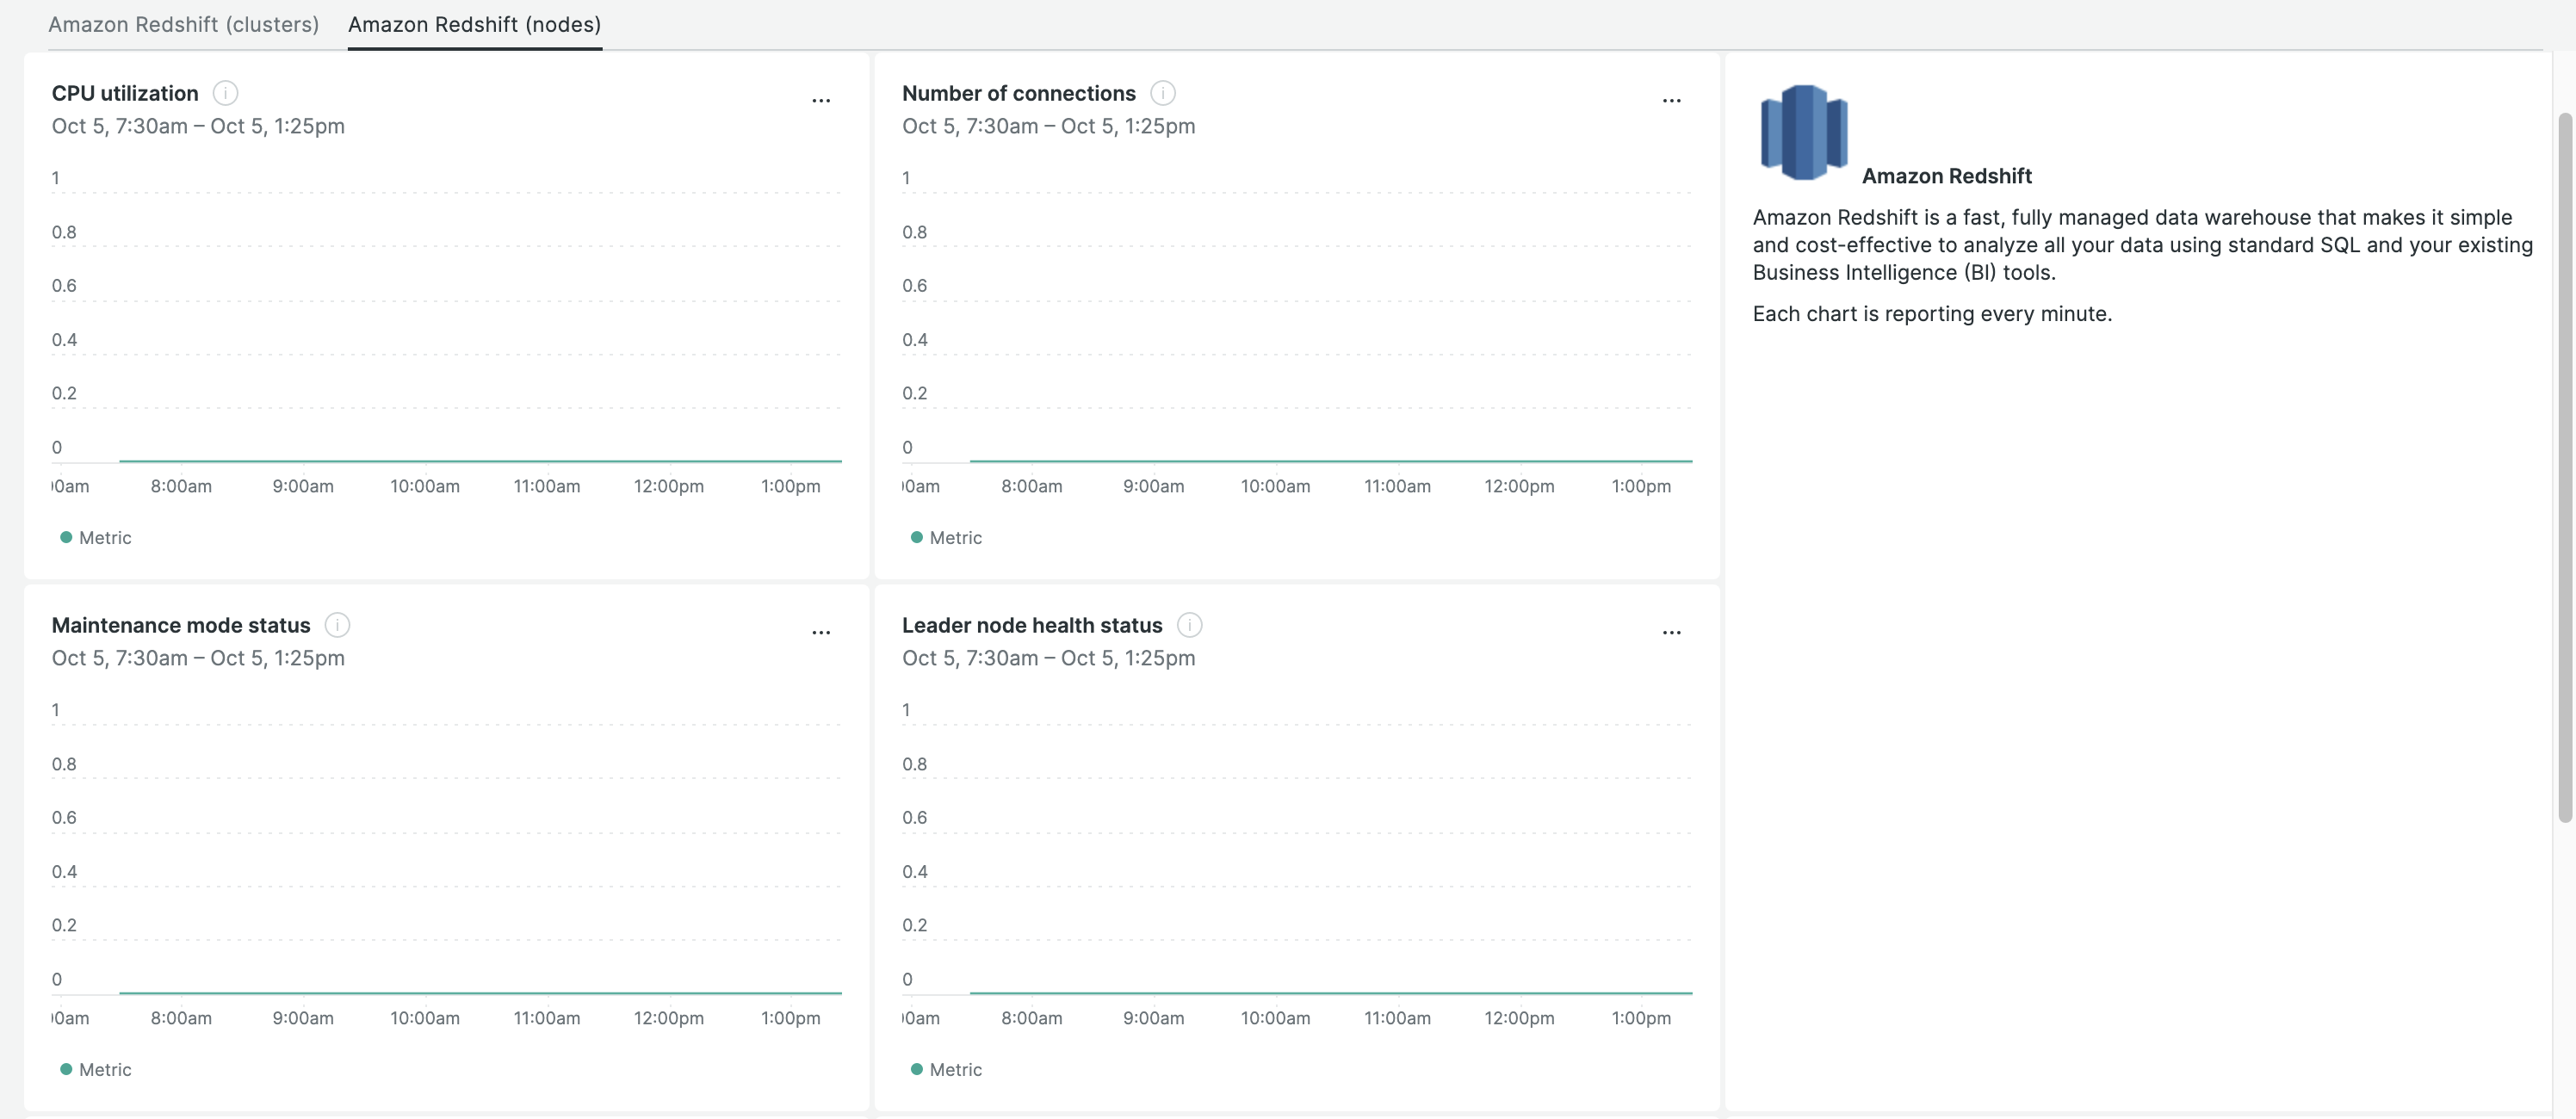 Amazon Redshift (clusters)
Amazon Redshift (nodes)
CPU utilization
Oct 5, 7:30am – Oct 5, 1:25pm
1
0.8
0.6
0.4
0.2
0
8:00am
9:00am
10:00am
11:00am
12:00pm
1:00pm
Metric
Number of connections
Oct 5, 7:30am – Oct 5, 1:25pm
1
0.8
0.6
0.4
0.2
0
8:00am
9:00am
10:00am
11:00am
12:00pm
1:00pm
Metric
Amazon Redshift
Amazon Redshift is a fast, fully managed data warehouse that makes it simple
and cost-effective to analyze all your data using standard SQL and your existing
Business Intelligence (BI) tools.
Each chart is reporting every minute.
Maintenance mode status
Oct 5, 7:30am – Oct 5, 1:25pm
1
0.8
0.6
0.4
0.2
0
8:00am
9:00am
10:00am
11:00am
12:00pm
1:00pm
Metric
Leader node health status
Oct 5, 7:30am – Oct 5, 1:25pm
1
0.8
0.6
0.4
0.2
0
8:00am
9:00am
10:00am
11:00am
12:00pm
1:00pm
Metric